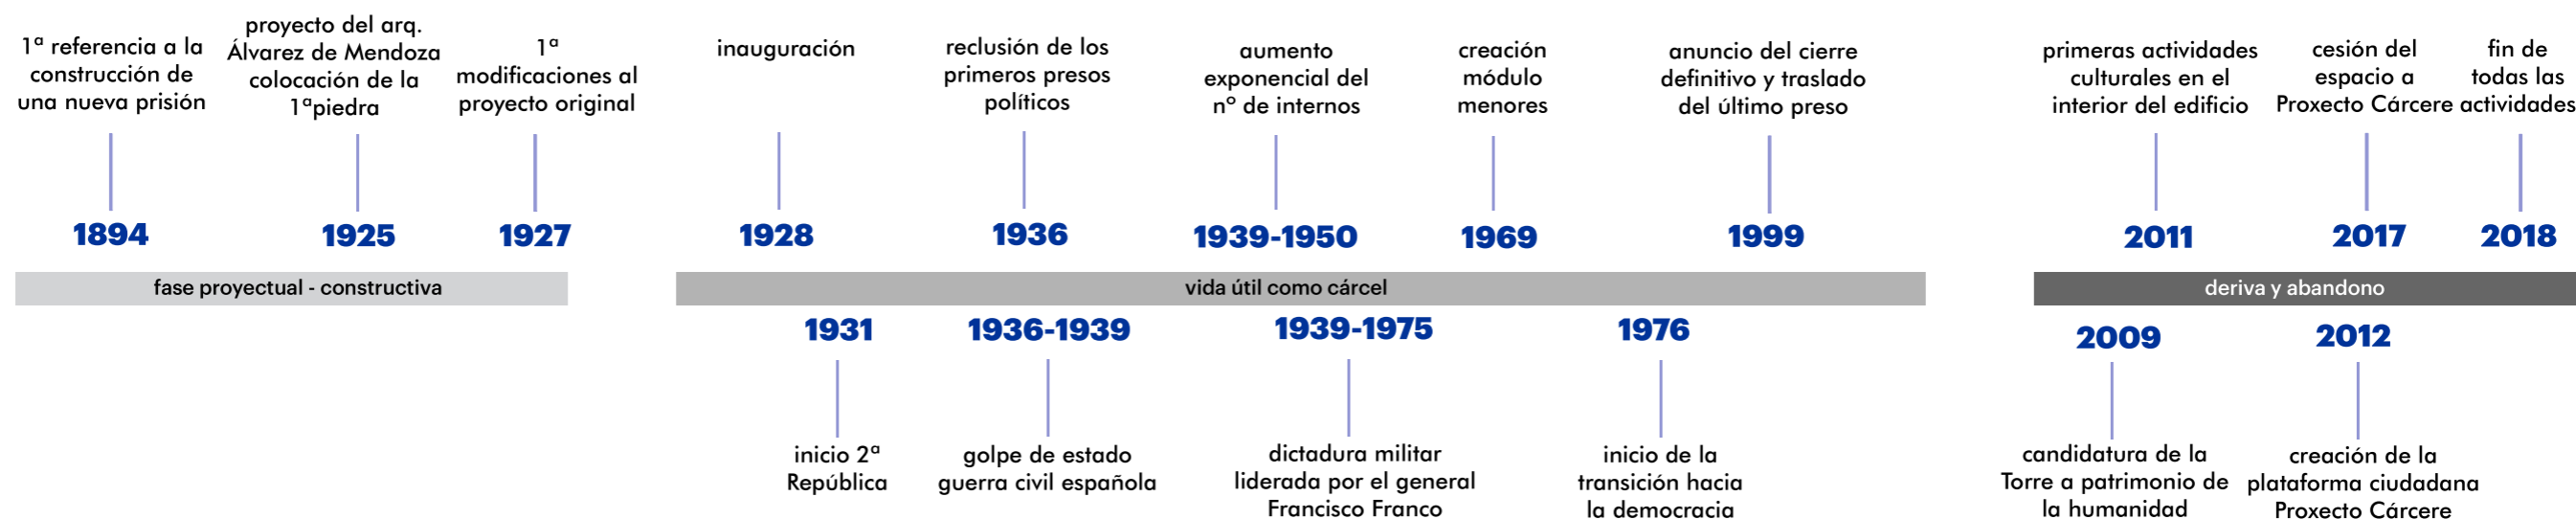 1ª referencia a la
construcción de
una nueva prisión
1894
proyecto del arq.
Álvarez de Mendoza
colocación de la
1ªpiedra
1925
1ª
modificaciones al
proyecto original
1927
fase proyectual - constructiva
inauguración
1928
reclusión de los
primeros presos
políticos
1936
aumento
exponencial del
nº de internos
1939-1950
creación
módulo
menores
1969
anuncio del cierre
definitivo y traslado
del último preso
1999
vida útil como cárcel
1931
inicio 2ª
República
1936-1939
golpe de estado
guerra civil española
1939-1975
dictadura militar
liderada por el general
Francisco Franco
1976
inicio de la
transición hacia
la democracia
primeras actividades
culturales en el
interior del edificio
2011
cesión del
espacio a
Proxecto Cárcere
2017
fin de
todas las
actividades
2018
deriva y abandono
2009
candidatura de la
Torre a patrimonio de
la humanidad
2012
creación de la
plataforma ciudadana
Proxecto Cárcere